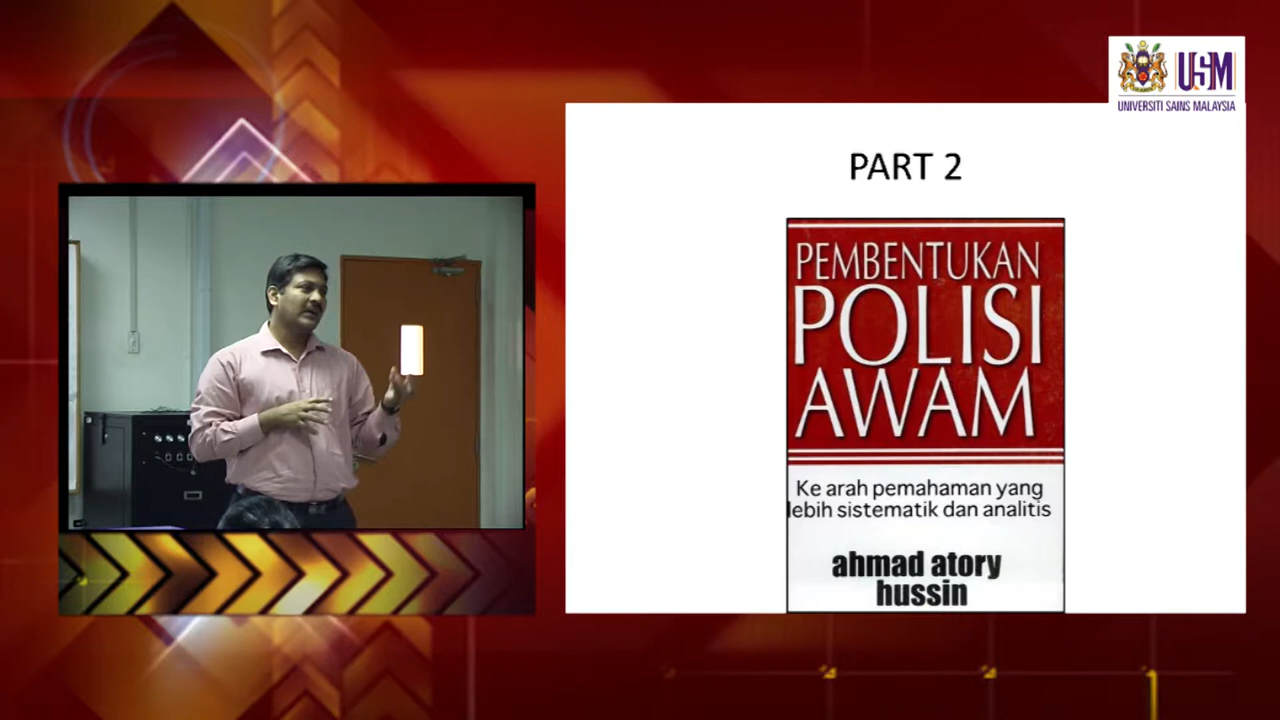 USM
UNIVERSITI SAINS MALAYSIA
PART 2
PEMBENTUKAN
POLISI
AWAM
Ke arah pemahaman yang
lebih sistematik dan analitis
ahmad atory
hussin